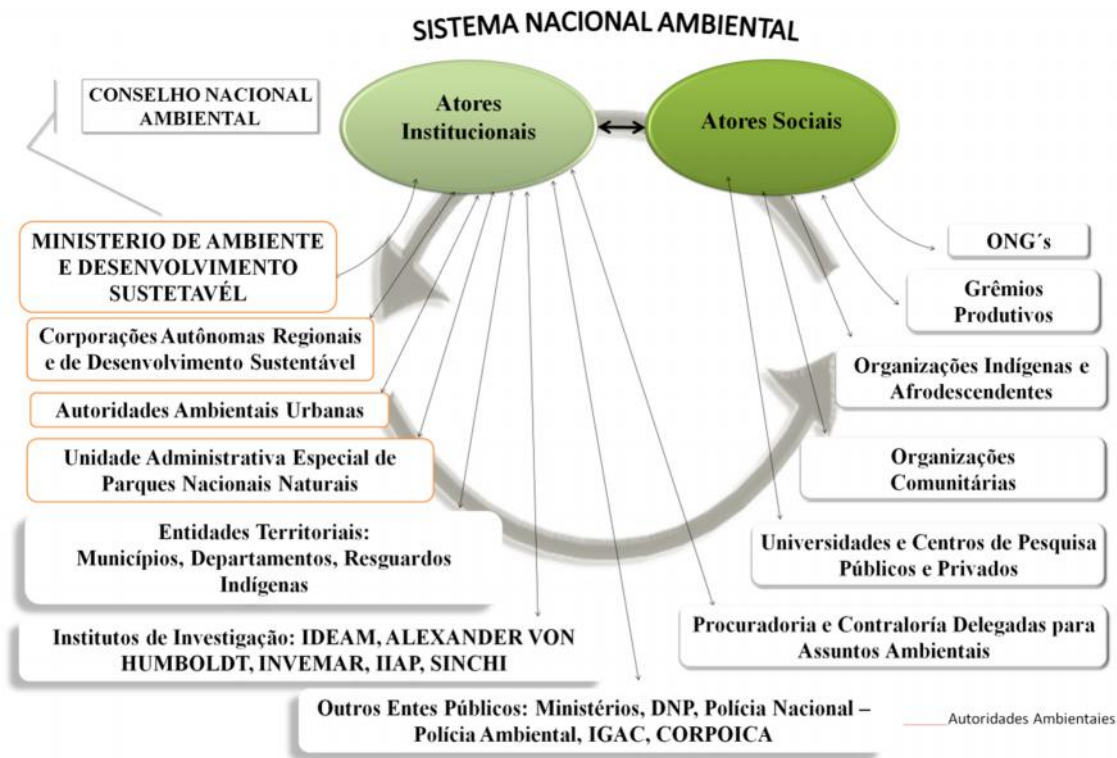 SISTEMA NACIONAL AMBIENTAL
CONSELHO NACIONAL
AMBIENTAL
Atores
Institucionais
Atores Sociais
MINISTERIO DE AMBIENTE
E DESENVOLVIMENTO
SUSTETAVÉL
Corporações Autônomas Regionais
e de Desenvolvimento Sustentável
Autoridades Ambientais Urbanas
Unidade Administrativa Especial de
Parques Nacionais Naturais
Entidades Territoriais:
Municípios, Departamentos, Resguardos
Indígenas
Institutos de Investigação: IDEAM, ALEXANDER VON
HUMBOLDT, INVEMAR, IIAP, SINCHI
Outros Entes Públicos: Ministérios, DNP, Polícia Nacional –
Polícia Ambiental, IGAC, CORPOICA
ONG´s
Grêmios
Produtivos
Organizações Indígenas e
Afrodescendentes
Organizações
Comunitárias
Universidades e Centros de Pesquisa
Públicos e Privados
Procuradoria e Contraloría Delegadas para
Assuntos Ambientais
Autoridades Ambientaies